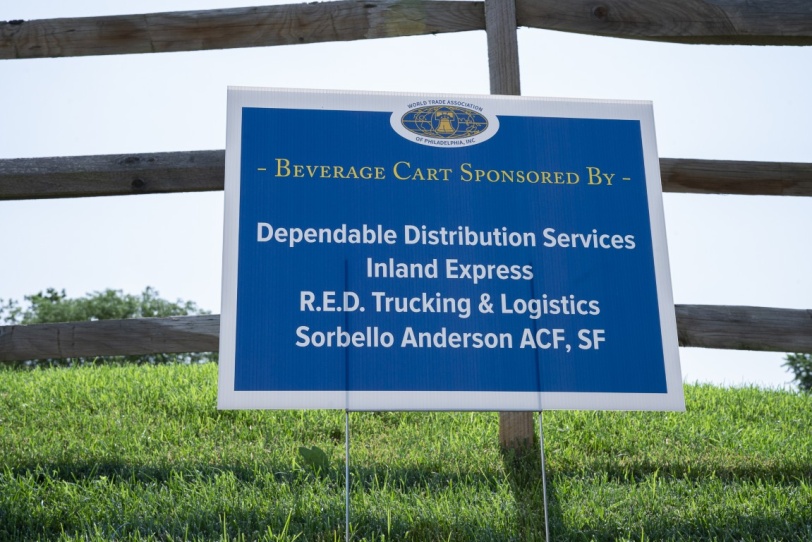 WORLD TRADE ASSOCIATION
OF PHILADELPHIA, INC.
- Beverage Cart Sponsored By -
Dependable Distribution Services
Inland Express
R.E.D. Trucking & Logistics
Sorbello Anderson ACF, SF